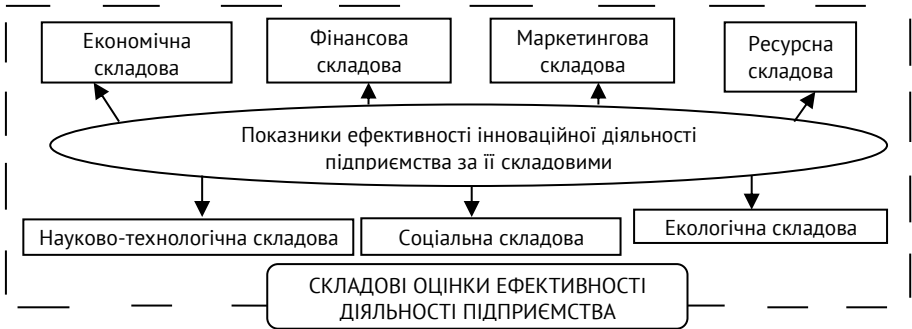 Економічна
складова
Фінансова
складова
Маркетингова
складова
Ресурсна
складова
Показники ефективності інноваційної діяльності
підприємства за її складовими
Науково-технологічна складова
Соціальна складова
Екологічна складова
СКЛАДОВІ ОЦІНКИ ЕФЕКТИВНОСТІ
ДІЯЛЬНОСТІ ПІДПРИЄМСТВА